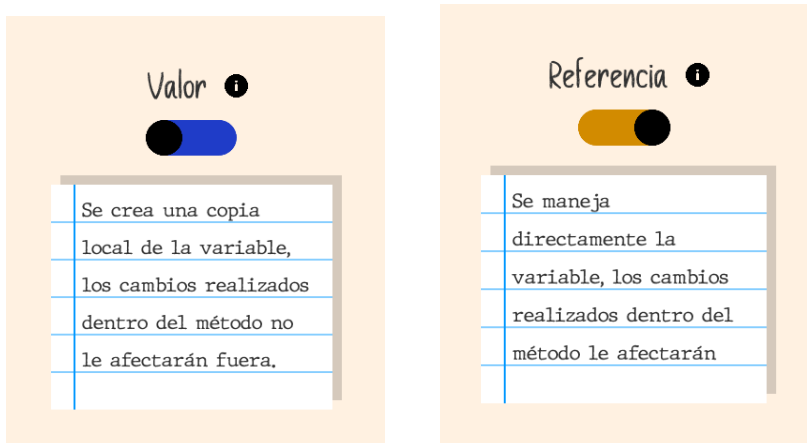 Valor
Se crea una copia
local de la variable,
los cambios realizados
dentro del método no
le afectarán fuera.
Referencia
Se maneja
directamente la
variable, los cambios
realizados dentro del
método le afectarán